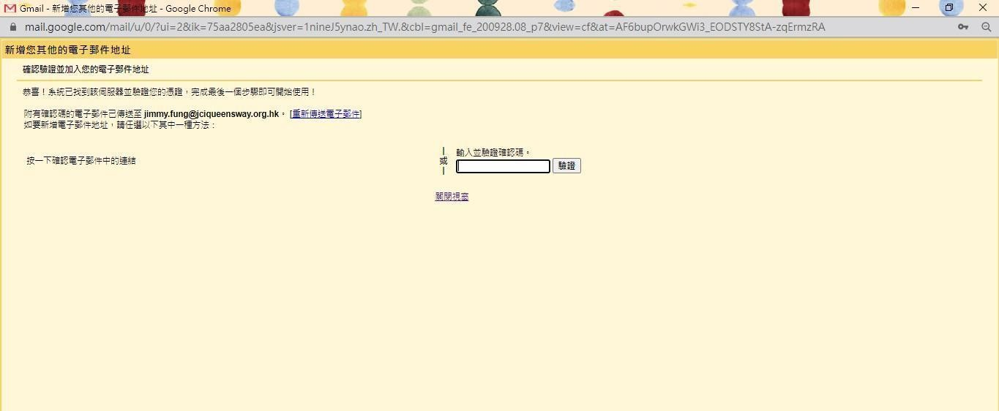 Gmail - 新增您其他的電子郵件地址 - Google Chrome
mail.google.com/mail/u/0/?ui=2&ik=75aa2805ea&jsver=1nineJ5ynao.zh_TW.&cbl=gmail_fe_200928.08_p7&view=cf&at=AF6bupOrwkGWi3_EODSTY8StA-zqErmzRA
新增您其他的電子郵件地址
確認驗證並加入您的電子郵件地址
恭喜！系統已找到該伺服器並驗證您的憑證，完成最後一個步驟即可開始使用！
附有確認碼的電子郵件已傳送至 jimmy.fung@jciqueensway.org.hk。 [重新傳送電子郵件]
如要新增電子郵件地址，請任選以下其中一種方法：
按一下確認電子郵件中的連結
或
輸入並驗證確認碼。
驗證
關閉視窗